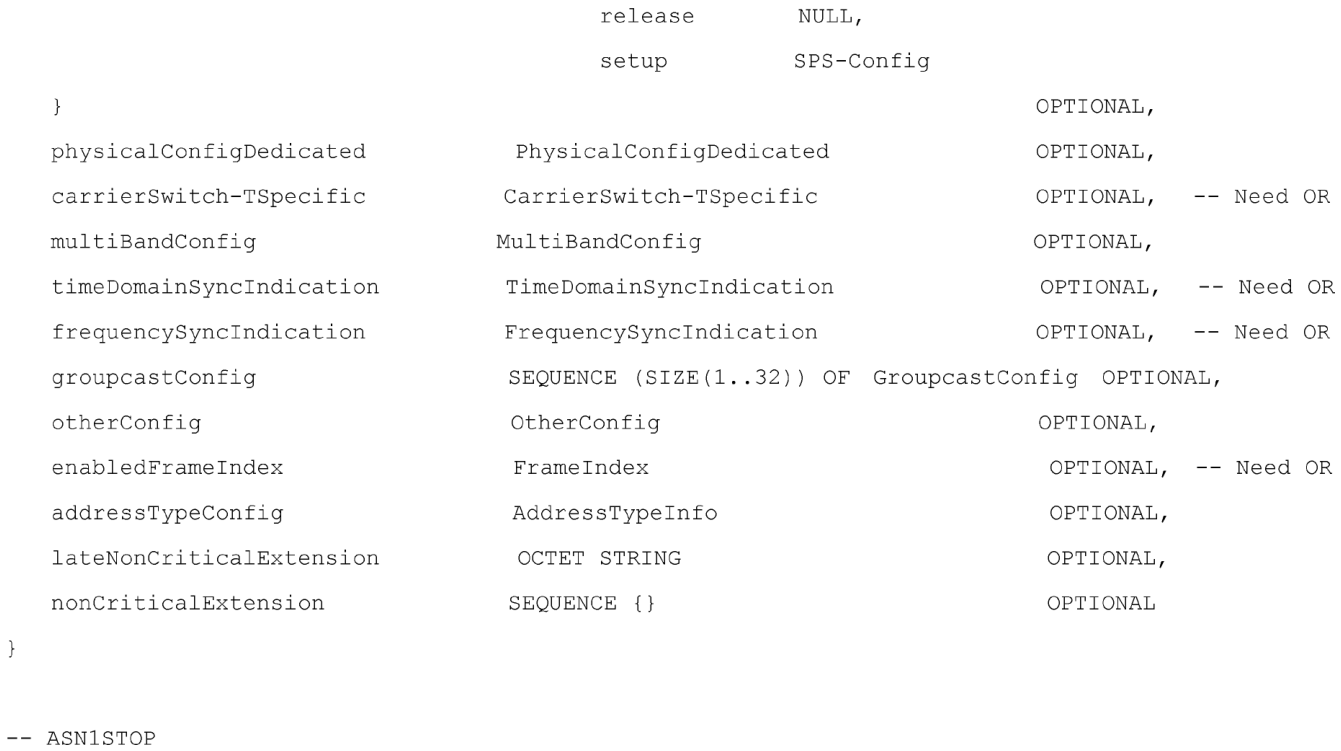 release NULL,
setup SPS-Config
} OPTIONAL,
physicalConfigDedicated PhysicalConfigDedicated OPTIONAL,
carrierSwitch-TSpecific CarrierSwitch-TSpecific OPTIONAL, -- Need OR
multiBandConfig MultiBandConfig OPTIONAL,
timeDomainSyncIndication TimeDomainSyncIndication OPTIONAL, -- Need OR
frequencySyncIndication FrequencySyncIndication OPTIONAL, -- Need OR
groupcastConfig SEQUENCE (SIZE(1..32)) OF GroupcastConfig OPTIONAL,
otherConfig OtherConfig OPTIONAL,
enabledFrameIndex FrameIndex OPTIONAL, -- Need OR
addressTypeConfig AddressTypeInfo OPTIONAL,
lateNonCriticalExtension OCTET STRING OPTIONAL,
nonCriticalExtension SEQUENCE {} OPTIONAL
}
-- ASN1STOP